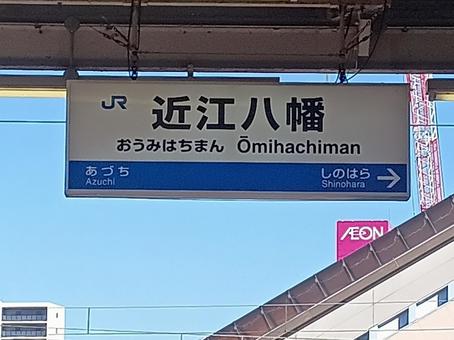 JR 近江八幡
おうみはちまん Ōmihachiman
あづち しのはら →
Azuchi Shinohara
ÆON